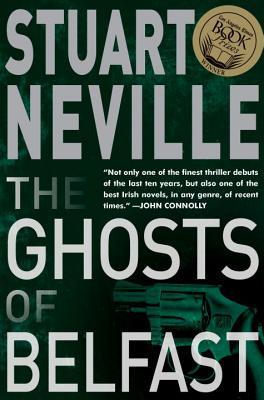 STUART
NEVILLE
Los Angeles Times
BOOK
Prizes
WINNER
"Not only one of the finest thriller debuts
of the last ten years, but also one of the
best Irish novels, in any genre, of recent
times." —JOHN CONNOLLY
THE
GHOSTS
OF
BELFAST